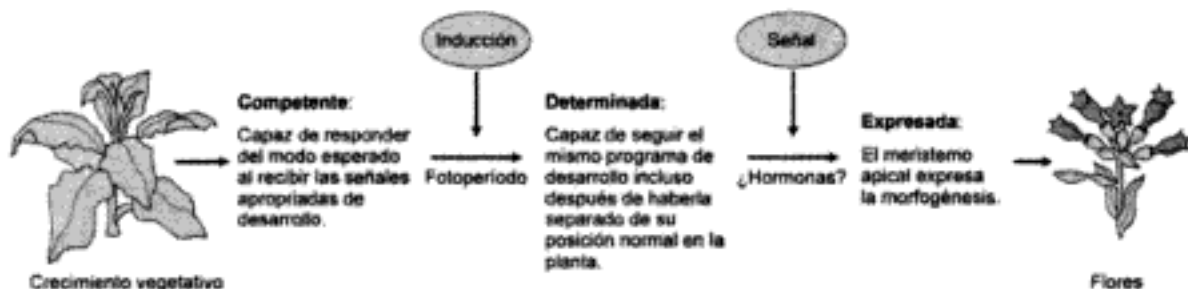 Inducción
Señal
Competente:
Capaz de responder
del modo esperado
al recibir las señales
apropiadas de
desarrollo.
Fotoperíodo
Determinada:
Capaz de seguir el
mismo programa de
desarrollo incluso
después de haberla
separado de su
posición normal en la
planta.
¿Hormonas?
Expresada:
El meristemo
apical expresa
la morfogénesis.
Crecimiento vegetativo
Flores